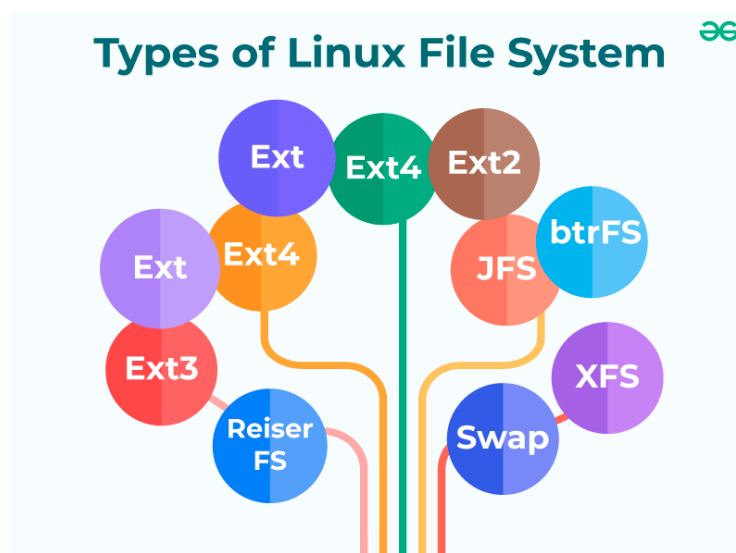 Types of Linux File System
Ext
Ext4
Ext2
Ext
Ext4
JFS
btrFS
Ext3
Reiser
FS
Swap
XFS